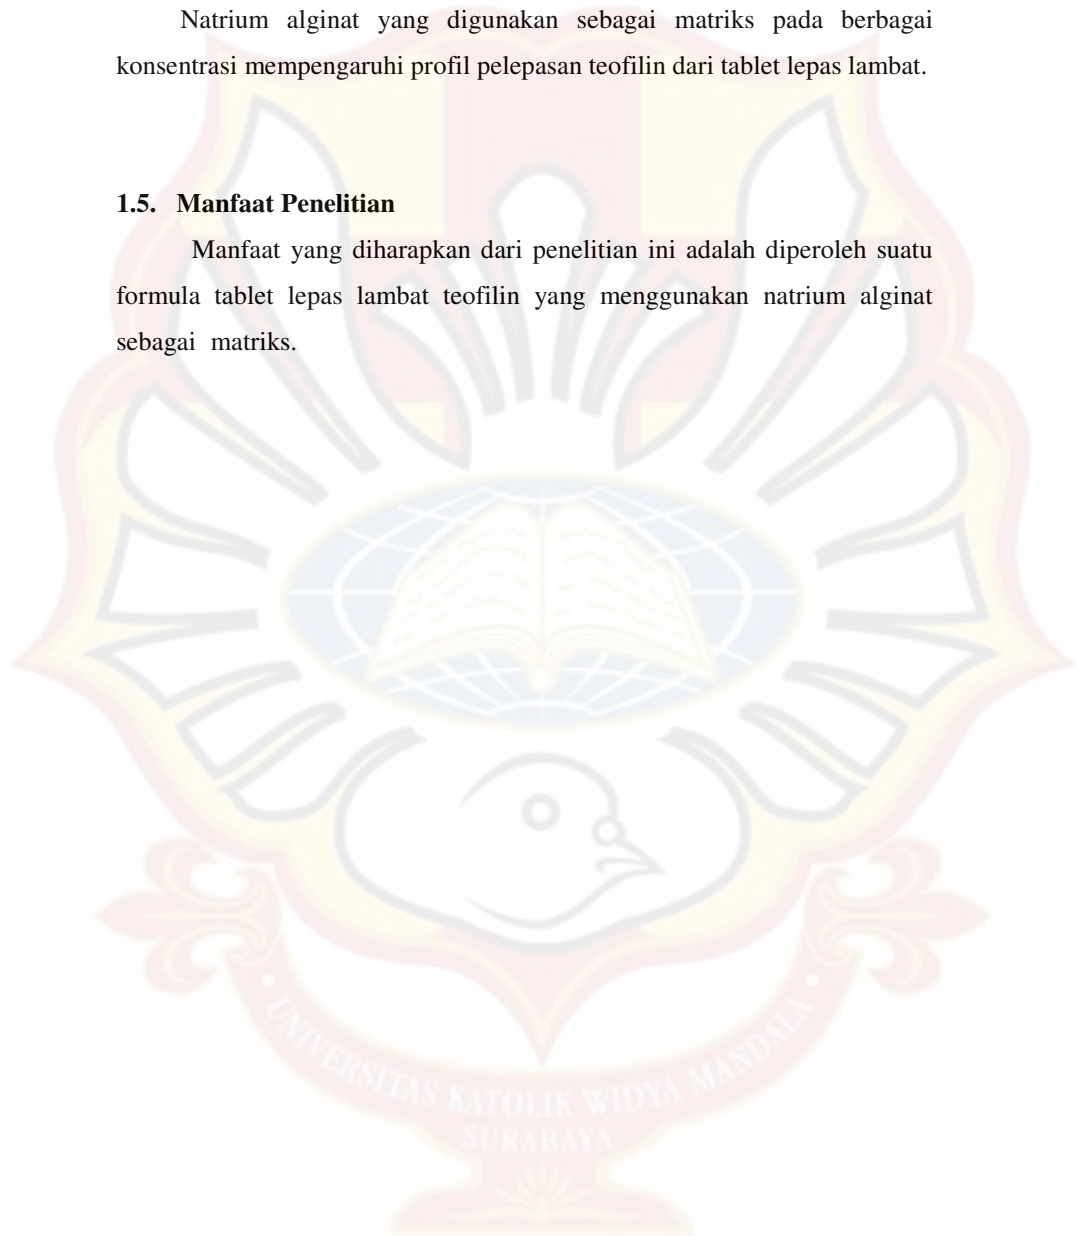 Natrium alginat yang digunakan sebagai matriks pada berbagai
konsentrasi mempengaruhi profil pelepasan teofilin dari tablet lepas lambat.
1.5. Manfaat Penelitian
Manfaat yang diharapkan dari penelitian ini adalah diperoleh suatu
formula tablet lepas lambat teofilin yang menggunakan natrium alginat
sebagai matriks.
• UNIVERSITAS KATOLIK WIDYA MANDALA •
SURABAYA